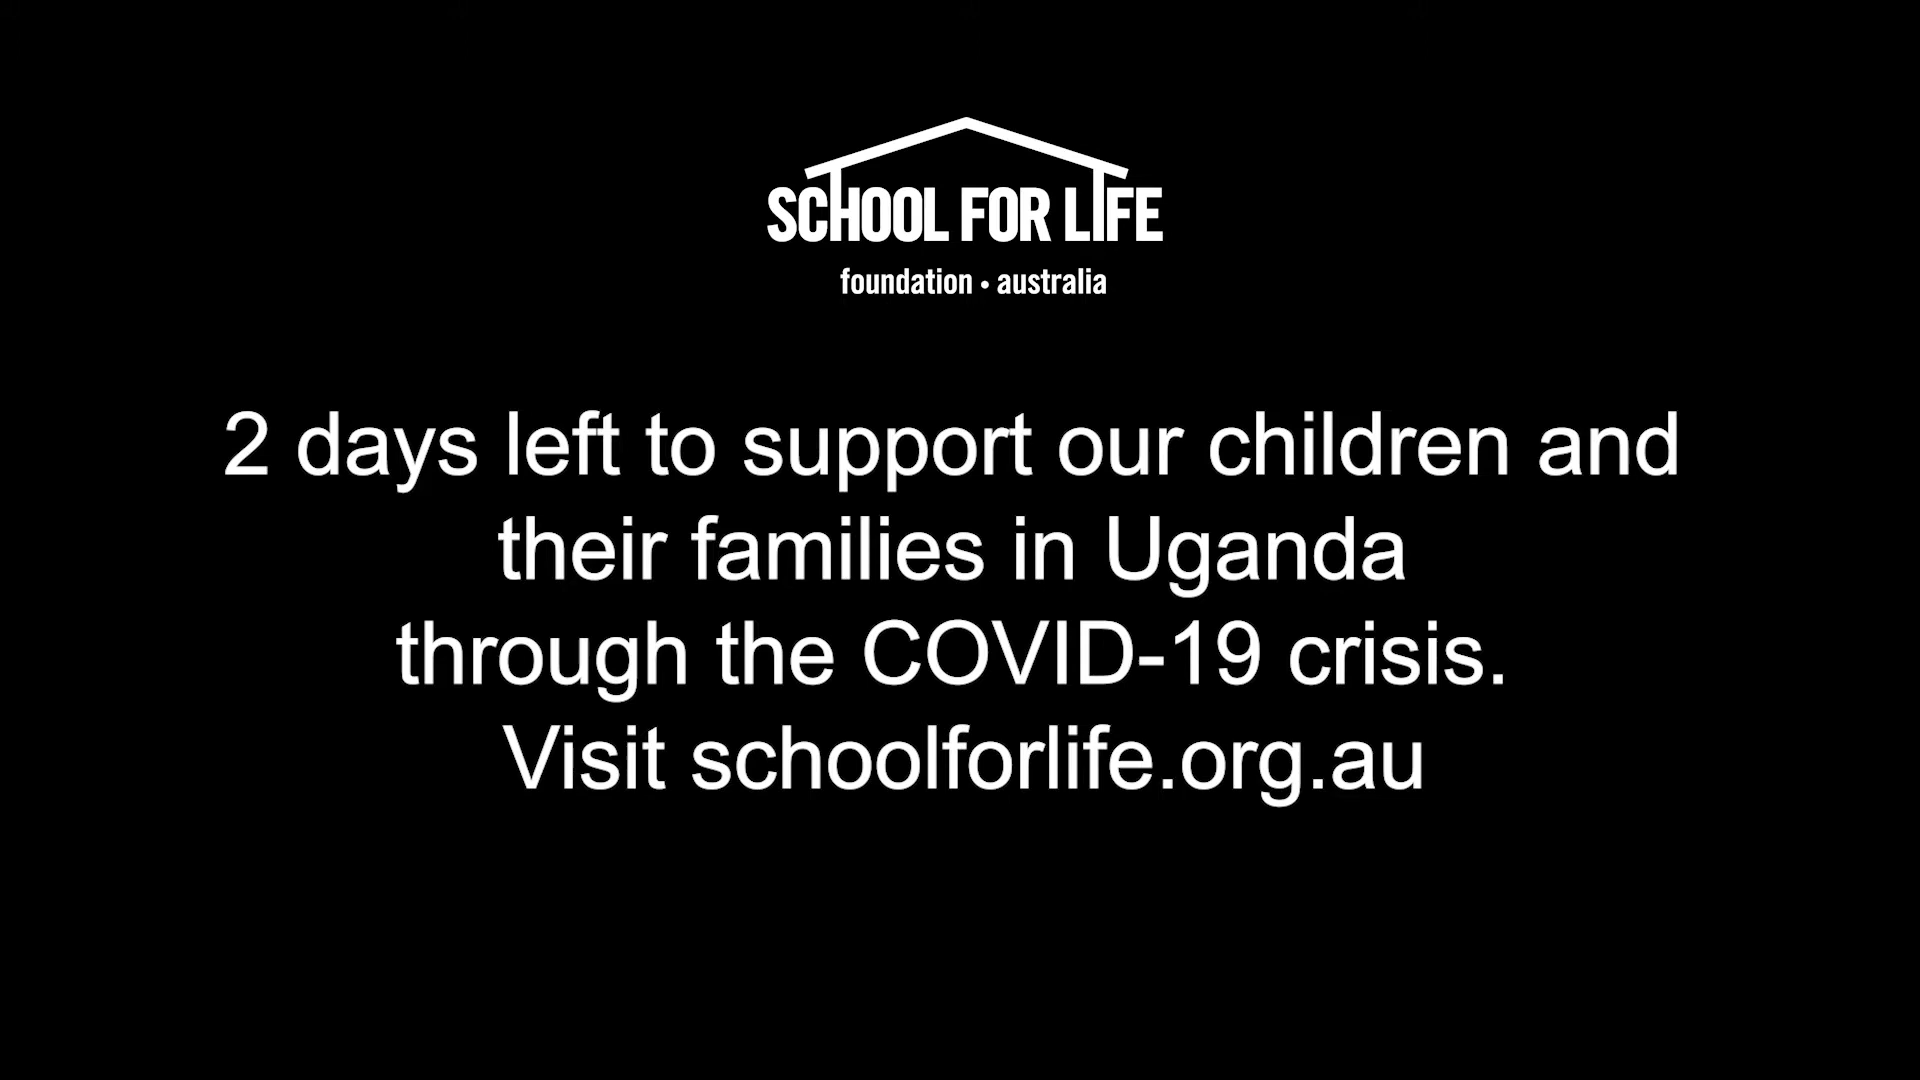 SCHOOL FOR LIFE
foundation • australia
2 days left to support our children and
their families in Uganda
through the COVID-19 crisis.
Visit schoolforlife.org.au